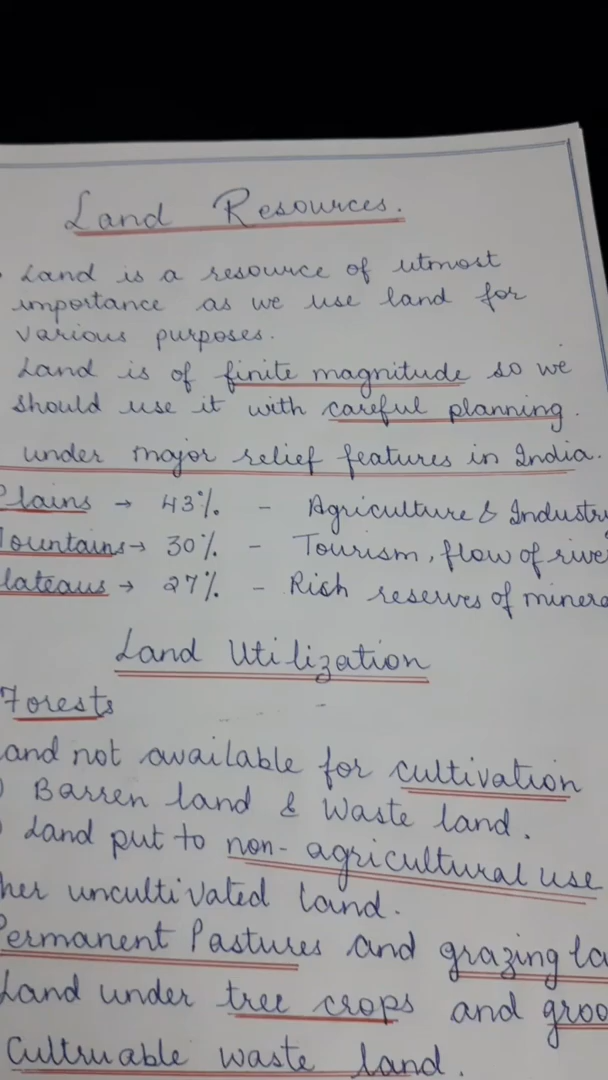 Land Resources.
Land is a resource of utmost
importance as we use land for
various purposes.
Land is of finite magnitude so we
should use it with careful planning.
under major relief features in India.
lains → 43% - Agriculture & Industry
ountains → 30% - Tourism, flow of rive
lateaus → 27% - Rich reserves of minera
Land Utilization
Forests
and not available for cultivation
) Barren land & Waste land.
) Land put to non-agricultural use
her uncultivated land.
Permanent Pastures and grazing la
Land under tree crops and groo
Cultruable waste land.